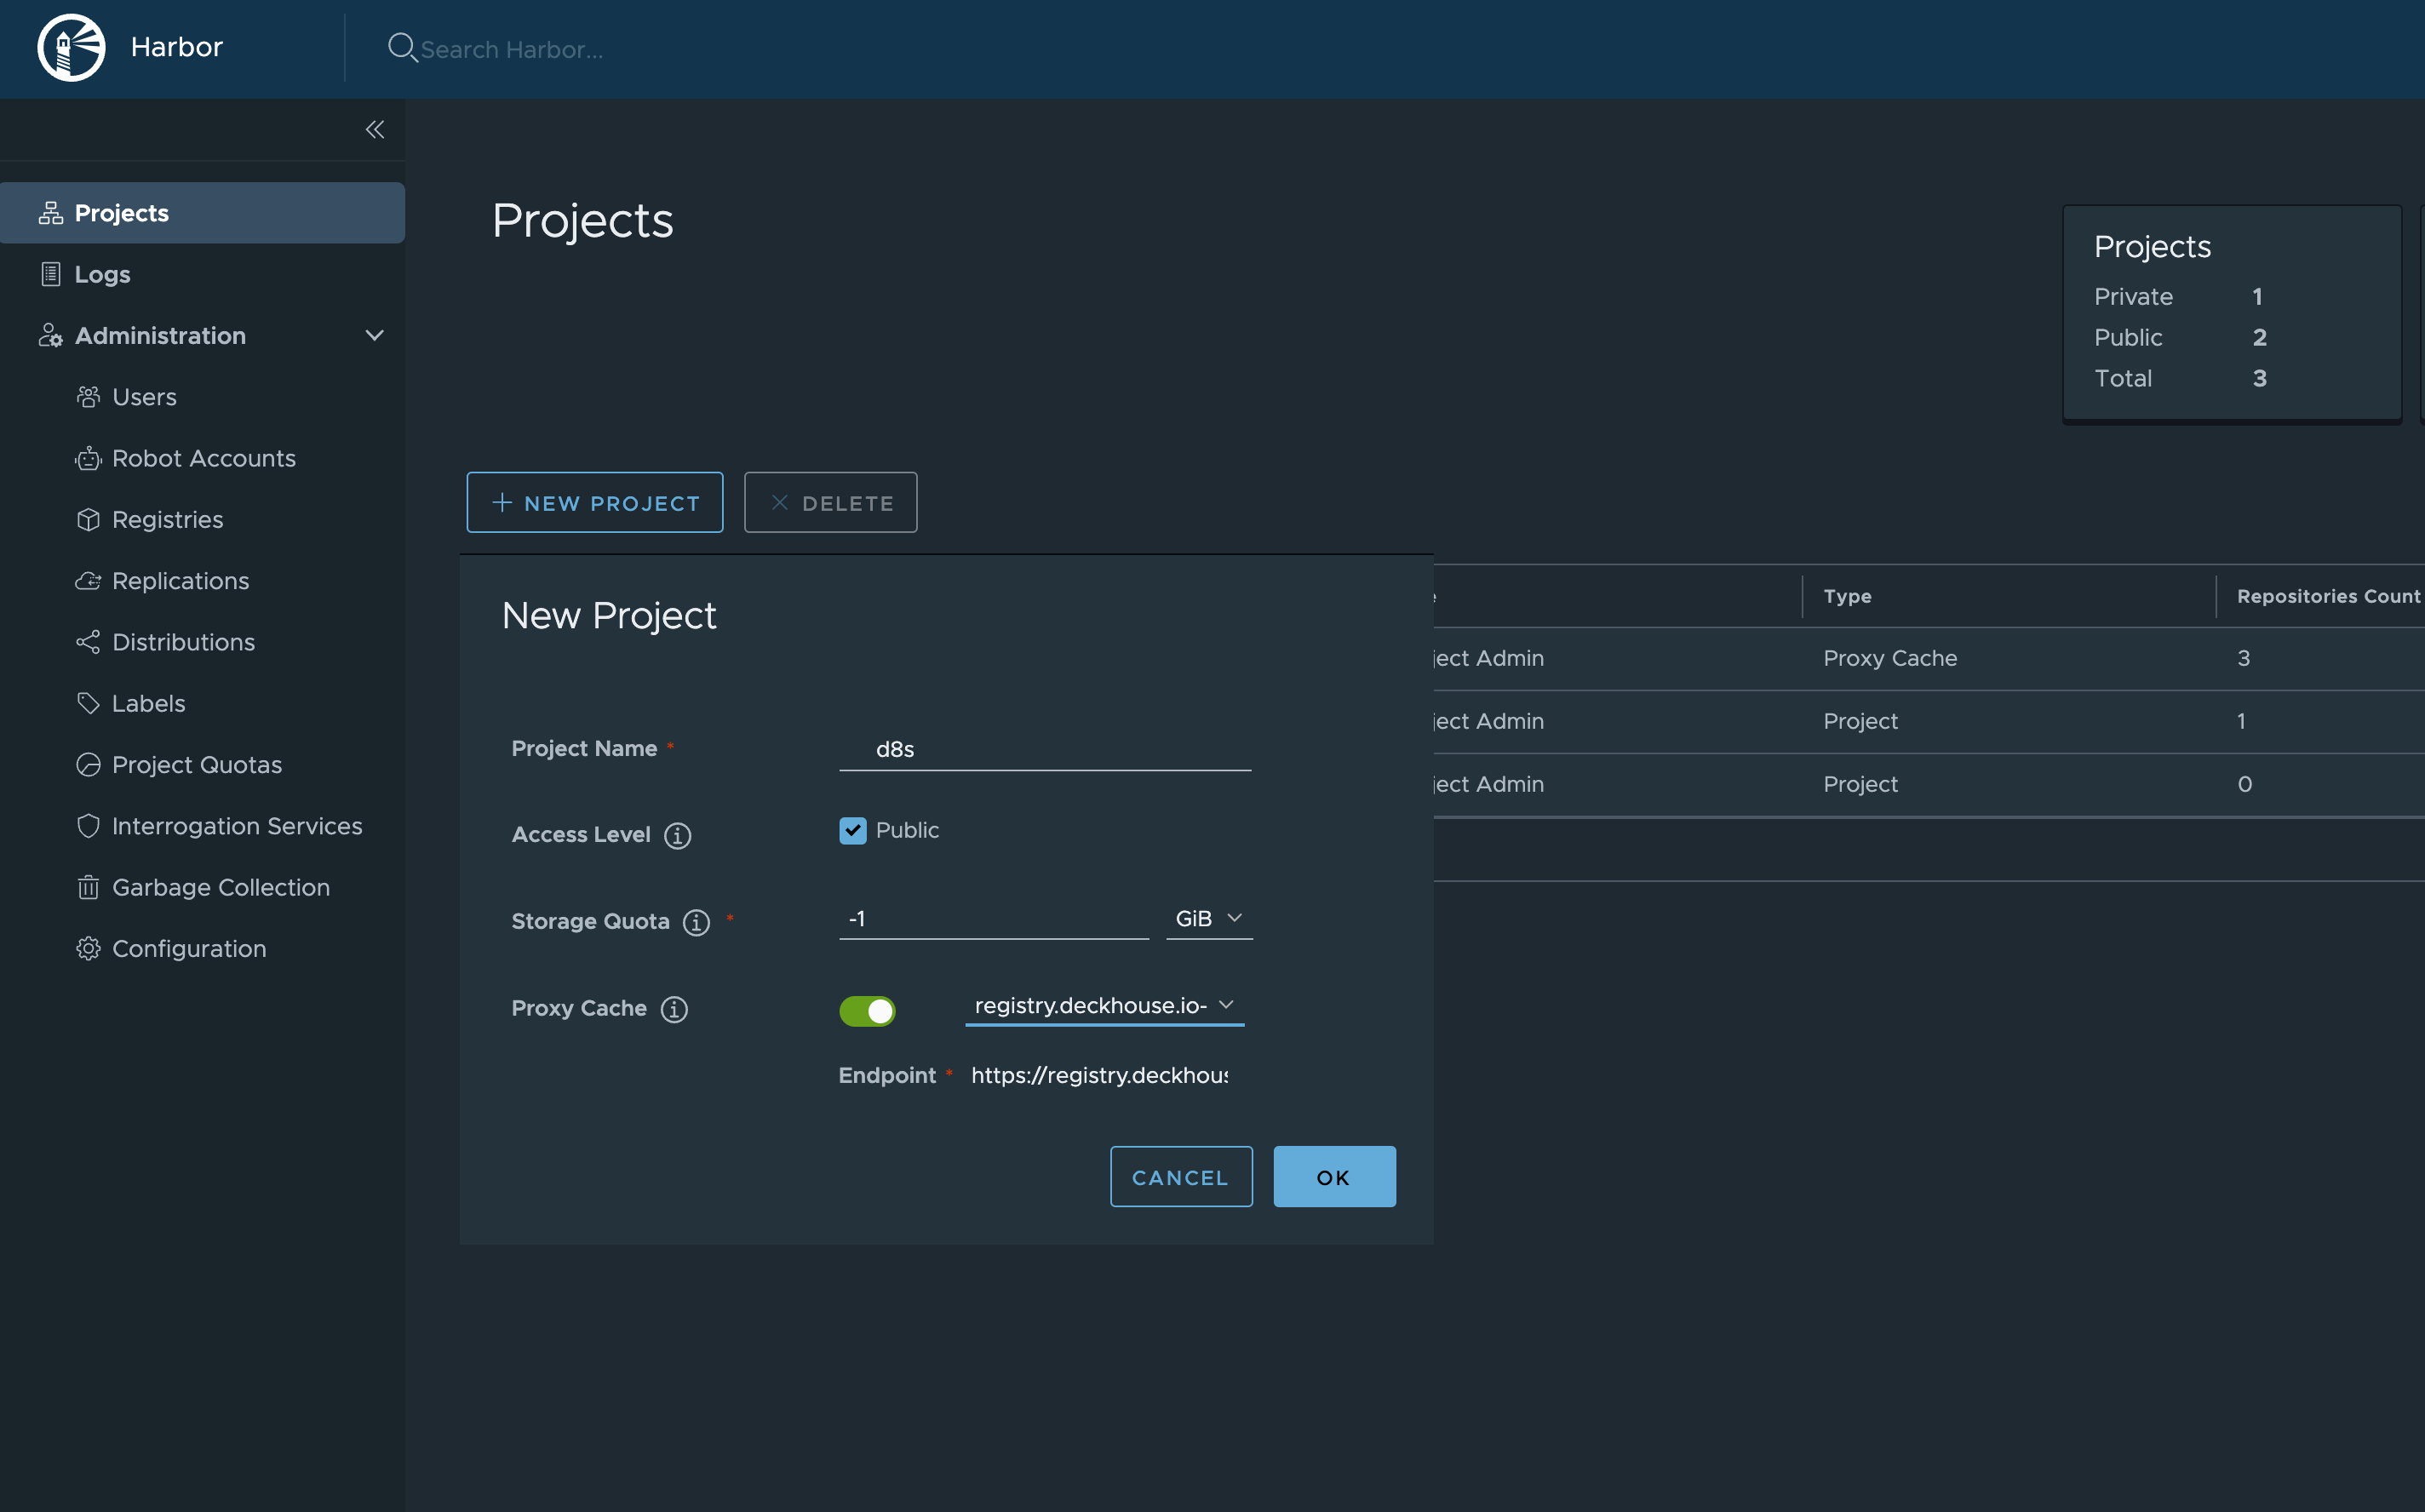 Harbor
Search Harbor...
Projects
Logs
Administration
Users
Robot Accounts
Registries
Replications
Distributions
Labels
Project Quotas
Interrogation Services
Garbage Collection
Configuration
Projects
Projects
Private 1
Public 2
Total 3
NEW PROJECT
DELETE
Type Repositories Count
ject Admin Proxy Cache 3
ject Admin Project 1
ject Admin Project 0
New Project
Project Name * d8s
Access Level Public
Storage Quota * -1 GiB
Proxy Cache registry.deckhouse.io-
Endpoint * https://registry.deckhous
CANCEL OK